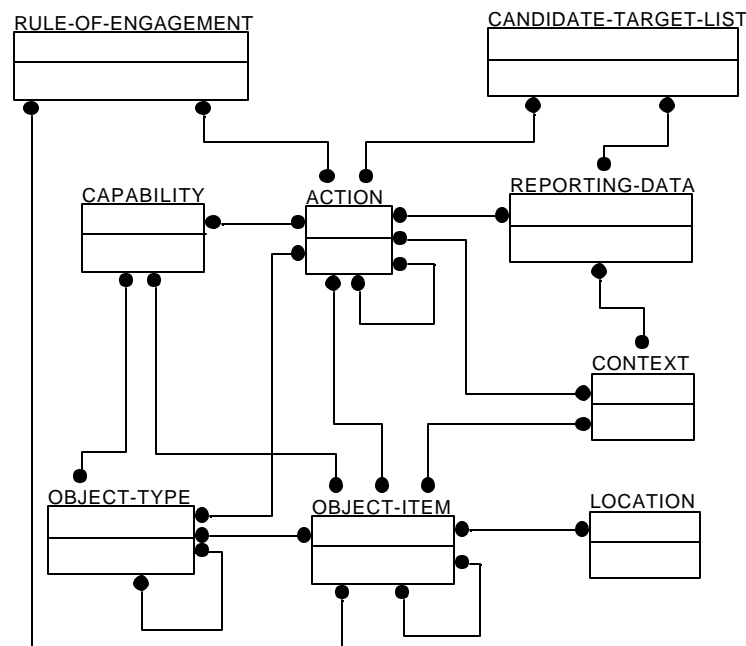 RULE-OF-ENGAGEMENT
CANDIDATE-TARGET-LIST
CAPABILITY
ACTION
REPORTING-DATA
CONTEXT
OBJECT-TYPE
OBJECT-ITEM
LOCATION